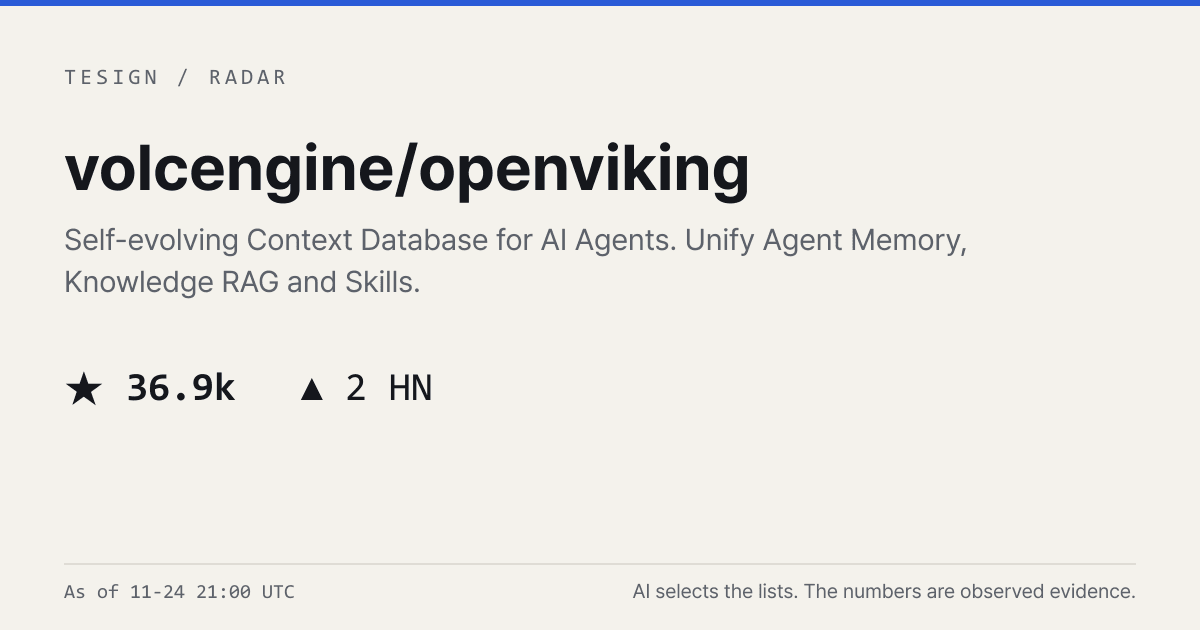 TESIGN / RADAR
volcengine/openviking
Self-evolving Context Database for AI Agents. Unify Agent Memory,
Knowledge RAG and Skills.
★ 36.9k ▲ 2 HN
As of 11-24 21:00 UTC
AI selects the lists. The numbers are observed evidence.